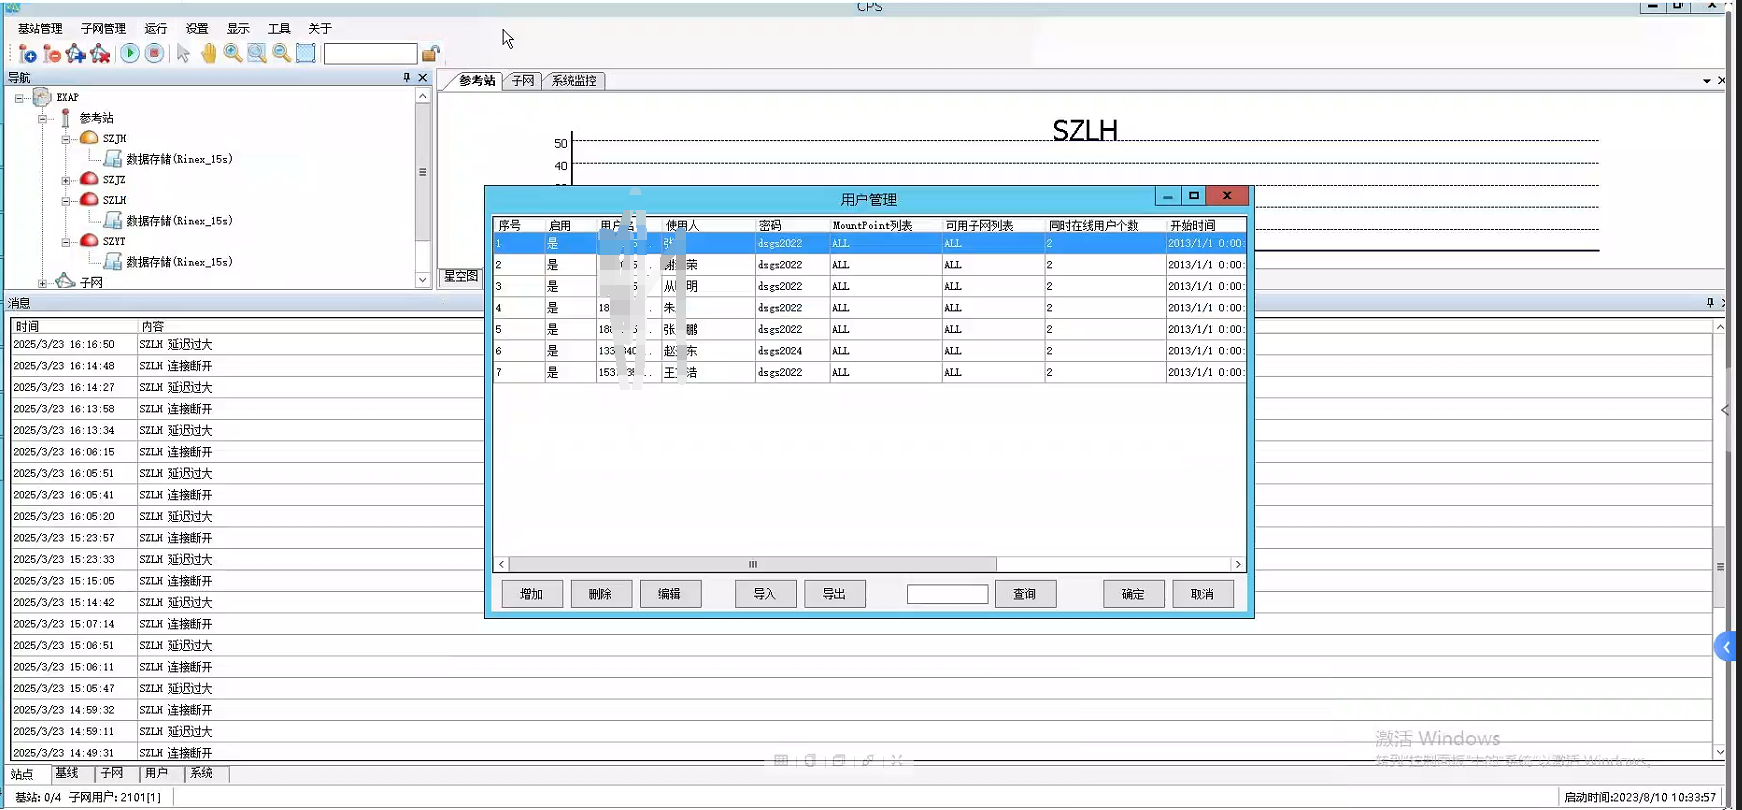 CPS
基站管理 子网管理 运行 设置 显示 工具 关于
导航
EXAP
参考站
SZJH
数据存储(Rinex_15s)
SZJZ
SZLH
数据存储(Rinex_15s)
SZYT
数据存储(Rinex_15s)
子网
参考站 子网 系统监控
SZLH
50
40
星空图
用户管理
序号 启用 使用人 密码 MountPoint列表 可用子网列表 同时在线用户个数 开始时间
1 是 张 dsgs2022 ALL ALL 2 2013/1/1 0:00:
2 是 荣 dsgs2022 ALL ALL 2 2013/1/1 0:00:
3 是 从 明 dsgs2022 ALL ALL 2 2013/1/1 0:00:
4 是 18 朱 dsgs2022 ALL ALL 2 2013/1/1 0:00:
5 是 18 张 鹏 dsgs2022 ALL ALL 2 2013/1/1 0:00:
6 是 133 赵 东 dsgs2024 ALL ALL 2 2013/1/1 0:00:
7 是 153 王 浩 dsgs2022 ALL ALL 2 2013/1/1 0:00:
增加 删除 编辑 导入 导出 查询 确定 取消
消息
时间 内容
2025/3/23 16:16:50 SZLH 延迟过大
2025/3/23 16:14:48 SZLH 连接断开
2025/3/23 16:14:27 SZLH 延迟过大
2025/3/23 16:13:58 SZLH 连接断开
2025/3/23 16:13:34 SZLH 延迟过大
2025/3/23 16:06:15 SZLH 连接断开
2025/3/23 16:05:51 SZLH 延迟过大
2025/3/23 16:05:41 SZLH 连接断开
2025/3/23 16:05:20 SZLH 延迟过大
2025/3/23 15:23:57 SZLH 连接断开
2025/3/23 15:23:33 SZLH 延迟过大
2025/3/23 15:15:05 SZLH 连接断开
2025/3/23 15:14:42 SZLH 延迟过大
2025/3/23 15:07:14 SZLH 连接断开
2025/3/23 15:06:51 SZLH 延迟过大
2025/3/23 15:06:11 SZLH 连接断开
2025/3/23 15:05:47 SZLH 延迟过大
2025/3/23 14:59:32 SZLH 连接断开
2025/3/23 14:59:11 SZLH 延迟过大
2025/3/23 14:49:31 SZLH 连接断开
激活 Windows
转到"控制面板"中的"系统"以激活 Windows。
站点 基线 子网 用户 系统
基站: 0/4 子网用户: 2101[1]
启动时间:2023/8/10 10:33:57